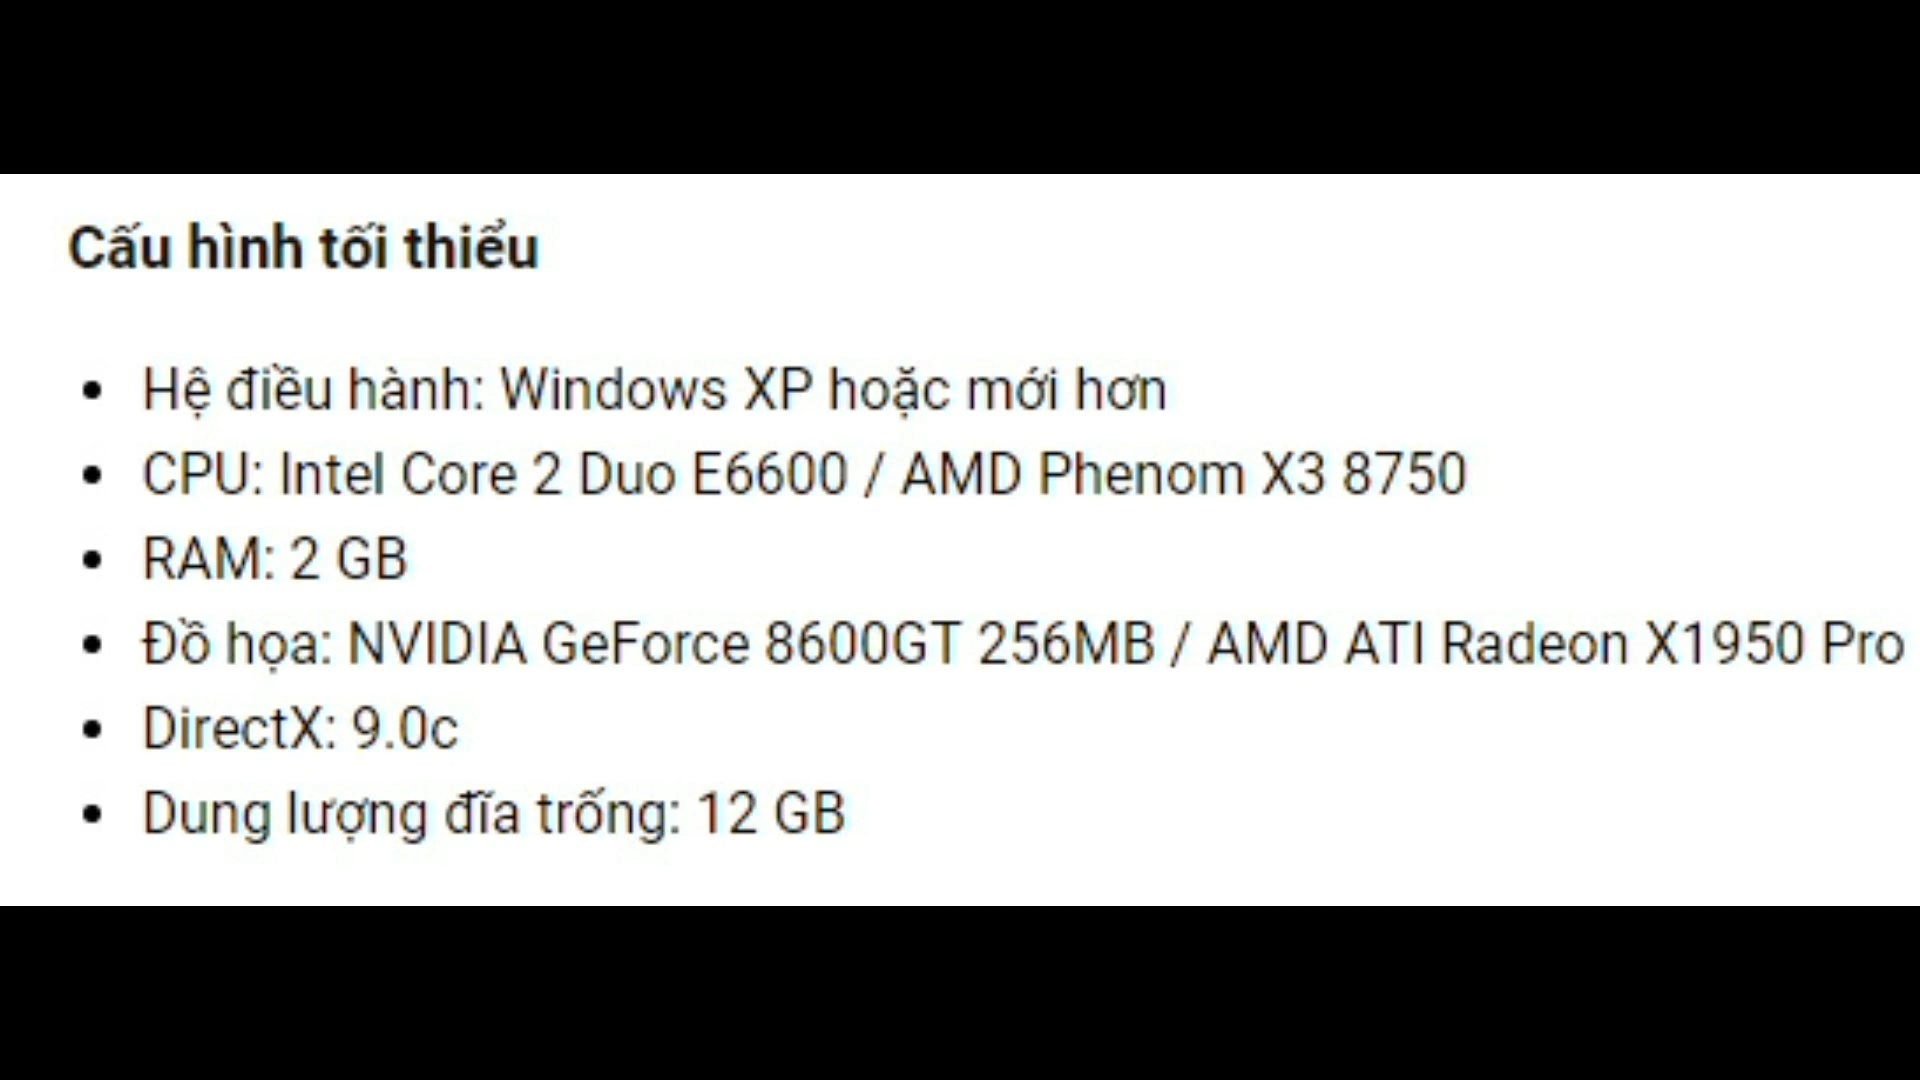 Cấu hình tối thiểu
• Hệ điều hành: Windows XP hoặc mới hơn
• CPU: Intel Core 2 Duo E6600 / AMD Phenom X3 8750
• RAM: 2 GB
• Đồ họa: NVIDIA GeForce 8600GT 256MB / AMD ATI Radeon X1950 Pro
• DirectX: 9.0c
• Dung lượng đĩa trống: 12 GB